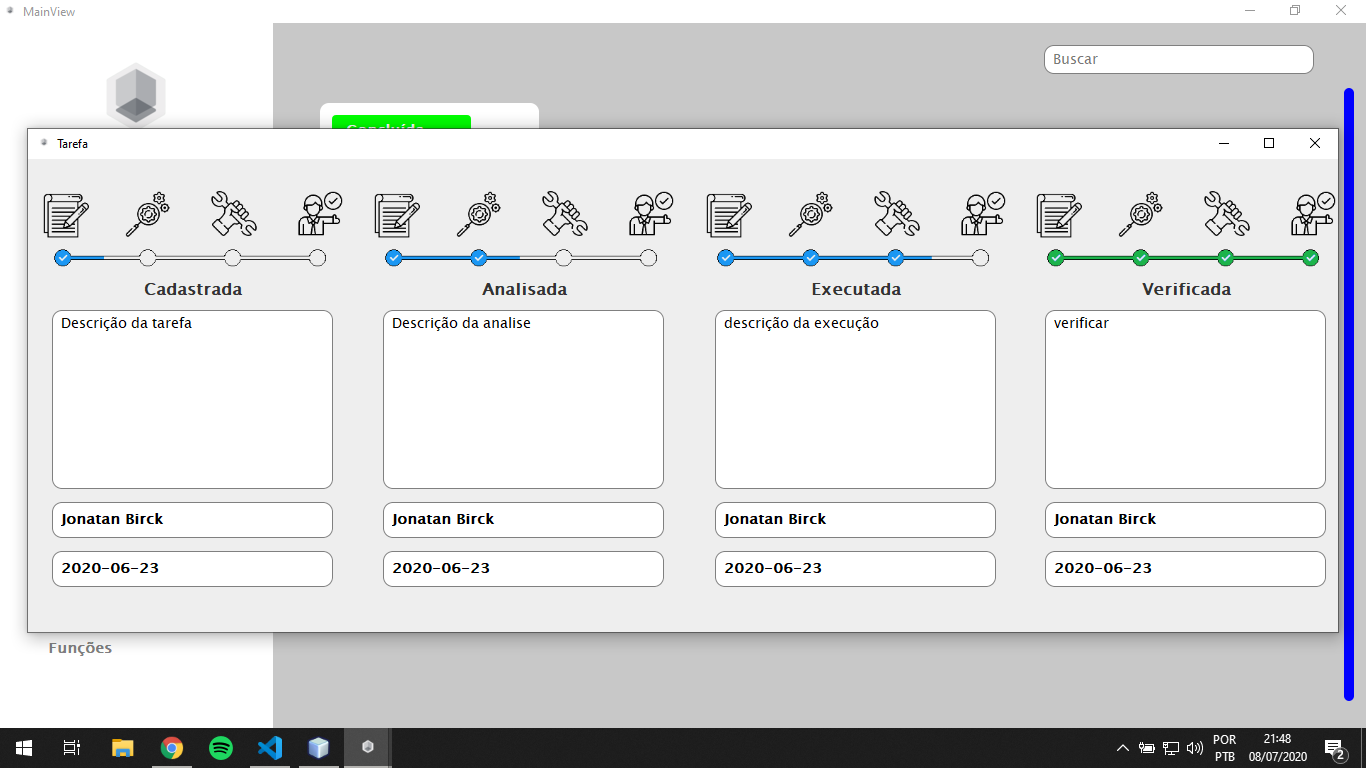 MainView
Buscar
Tarefa
Cadastrada
Analisada
Executada
Verificada
Descrição da tarefa
Descrição da analise
descrição da execução
verificar
Jonatan Birck
Jonatan Birck
Jonatan Birck
Jonatan Birck
2020-06-23
2020-06-23
2020-06-23
2020-06-23
Funções
POR
PTB
21:48
08/07/2020
2